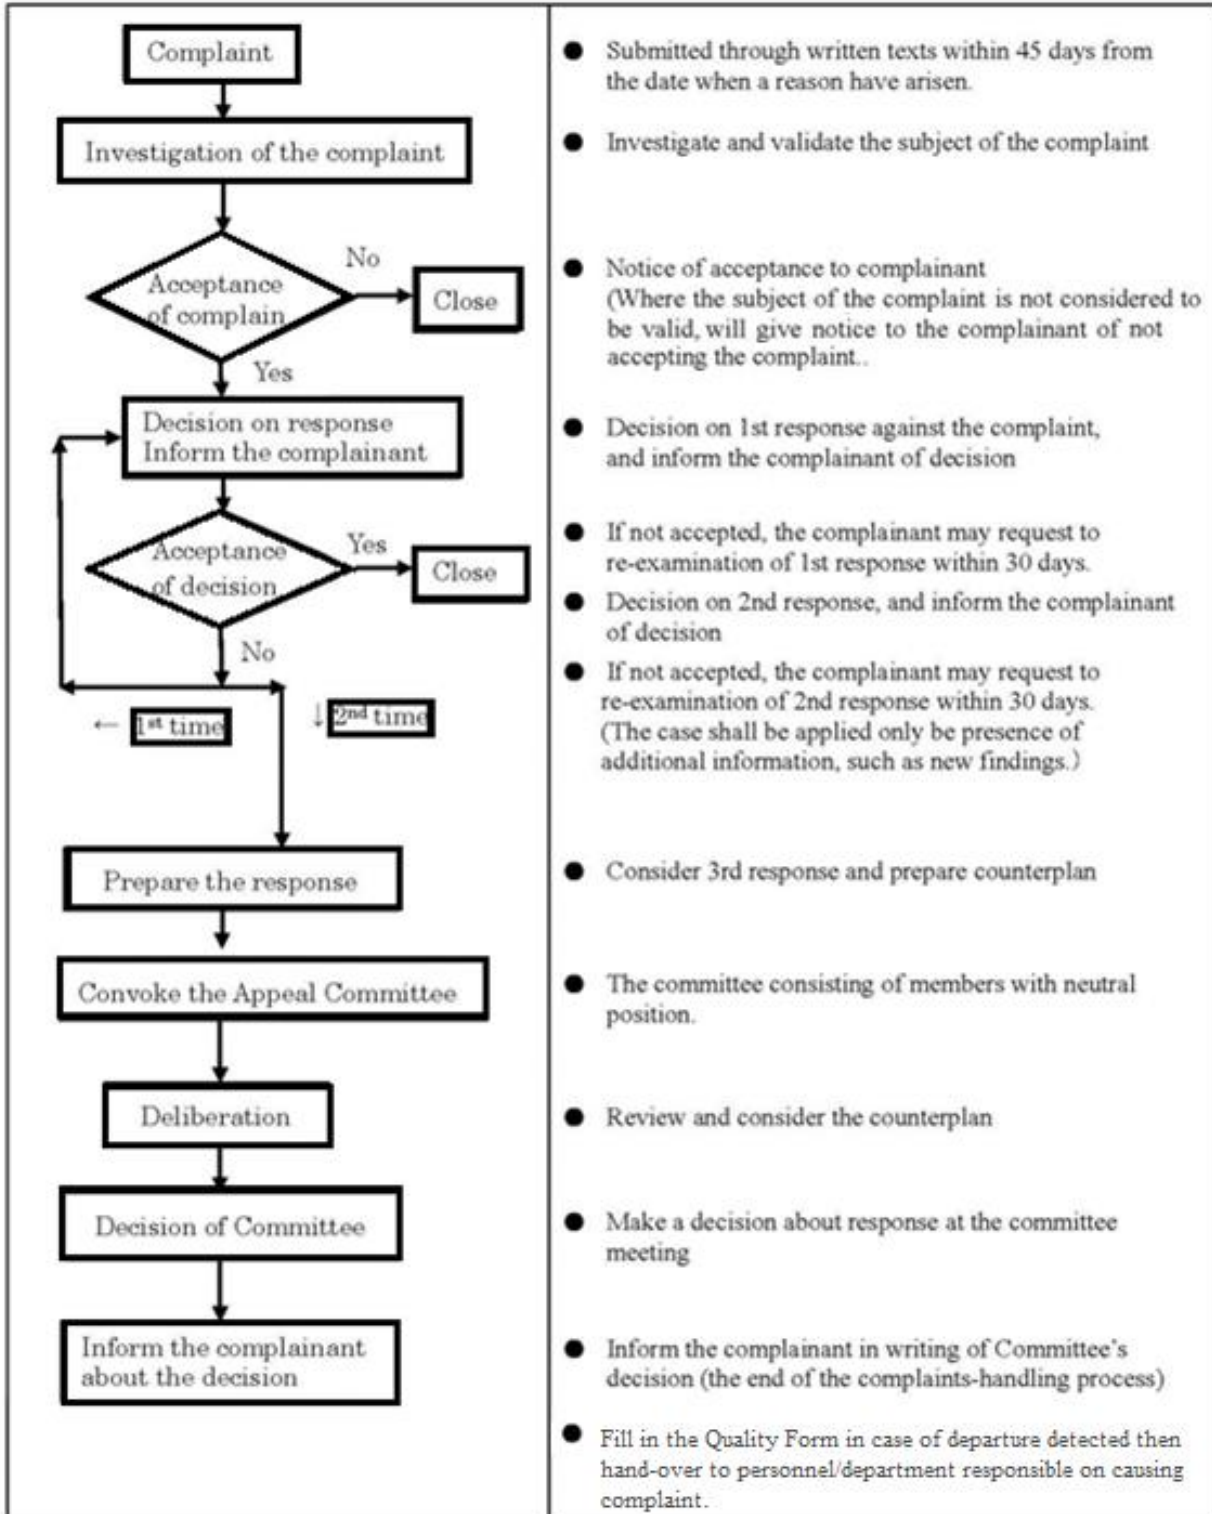 Complaint
Investigation of the complaint
Acceptance
of complain
No
Close
Yes
Decision on response
Inform the complainant
Acceptance
of decision
Yes
Close
No
← 1st time
↓ 2nd time
Prepare the response
Convoke the Appeal Committee
Deliberation
Decision of Committee
Inform the complainant
about the decision
● Submitted through written texts within 45 days from
the date when a reason have arisen.
● Investigate and validate the subject of the complaint
● Notice of acceptance to complainant
(Where the subject of the complaint is not considered to
be valid, will give notice to the complainant of not
accepting the complaint..
● Decision on 1st response against the complaint,
and inform the complainant of decision
● If not accepted, the complainant may request to
re-examination of 1st response within 30 days.
● Decision on 2nd response, and inform the complainant
of decision
● If not accepted, the complainant may request to
re-examination of 2nd response within 30 days.
(The case shall be applied only be presence of
additional information, such as new findings.)
● Consider 3rd response and prepare counterplan
● The committee consisting of members with neutral
position.
● Review and consider the counterplan
● Make a decision about response at the committee
meeting
● Inform the complainant in writing of Committee's
decision (the end of the complaints-handling process)
● Fill in the Quality Form in case of departure detected then
hand-over to personnel/department responsible on causing
complaint.